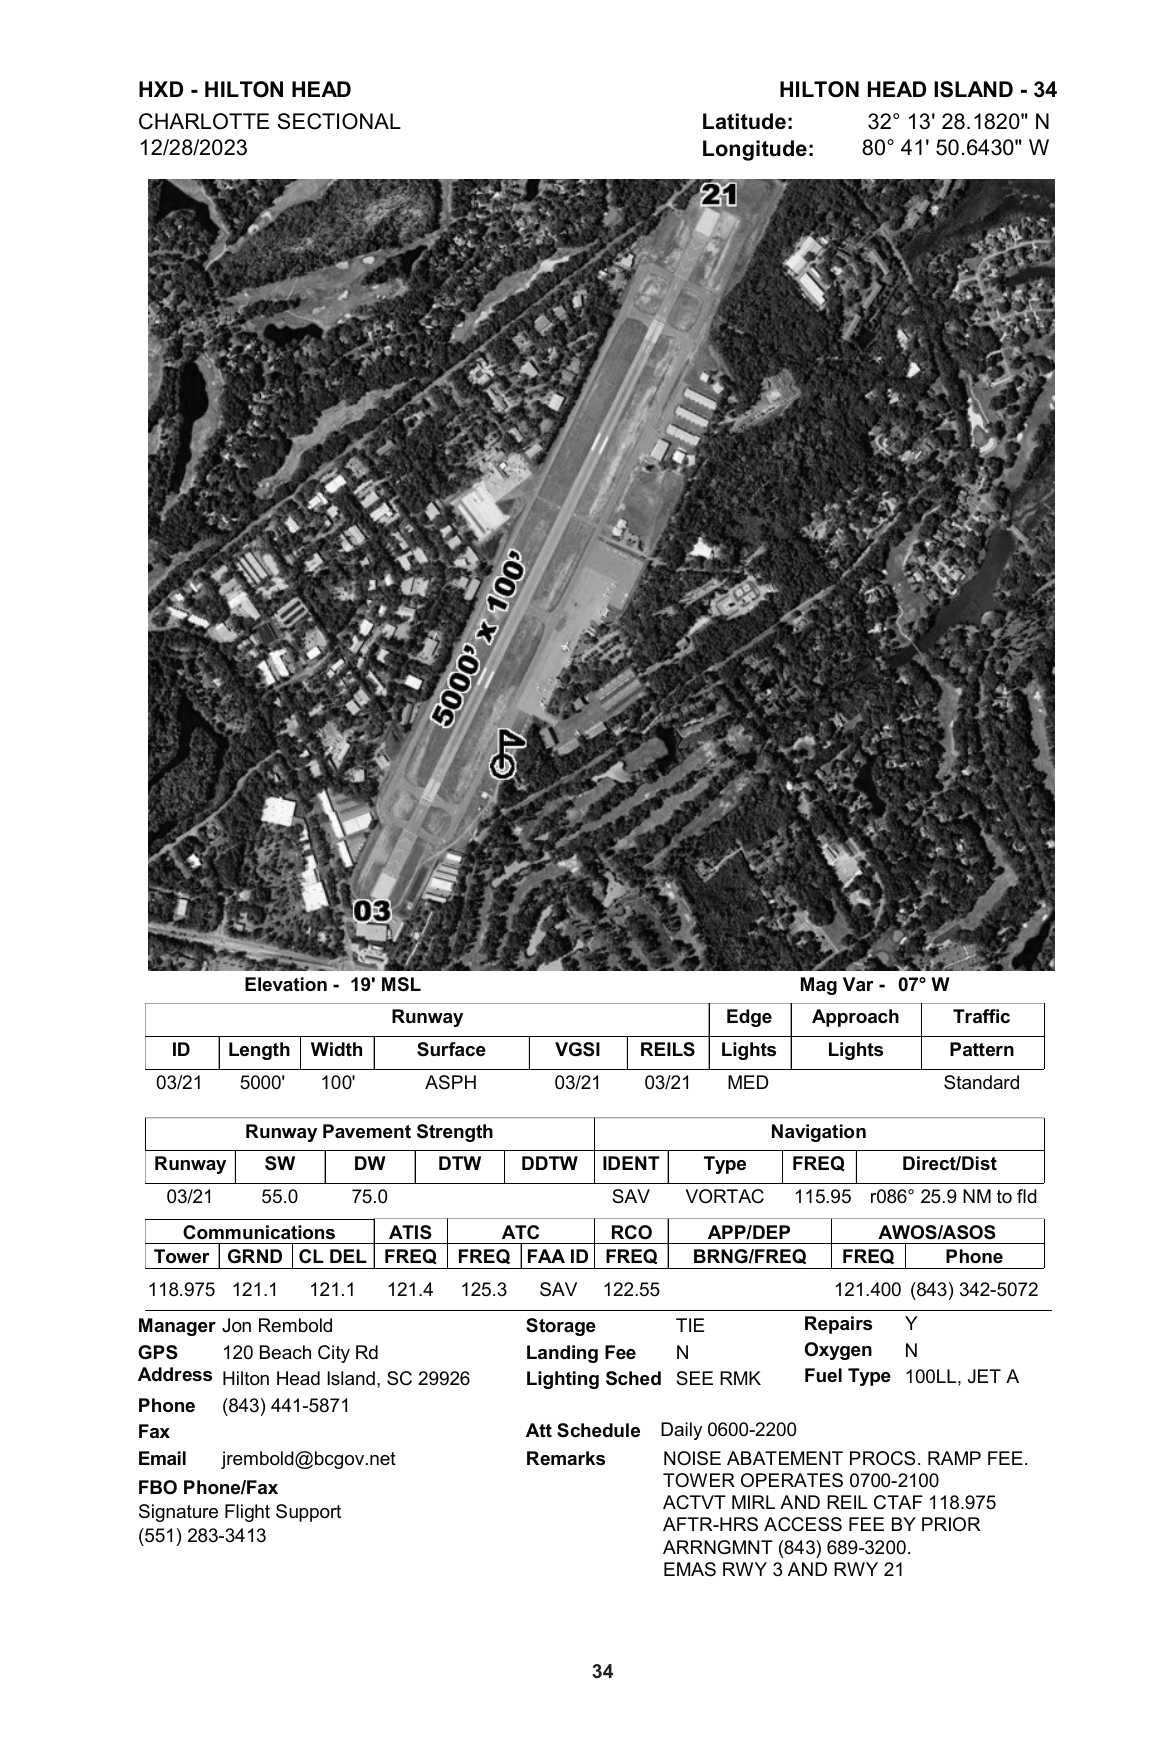 HXD - HILTON HEAD
HILTON HEAD ISLAND - 34
CHARLOTTE SECTIONAL
Latitude: 32° 13' 28.1820" N
12/28/2023
Longitude: 80° 41' 50.6430" W
21
5000’ x 100’
03
Elevation - 19' MSL
Mag Var - 07° W
Runway Edge Approach Traffic
ID Length Width Surface VGSI REILS Lights Lights Pattern
03/21 5000' 100' ASPH 03/21 03/21 MED Standard
Runway Pavement Strength Navigation
Runway SW DW DTW DDTW IDENT Type FREQ Direct/Dist
03/21 55.0 75.0 SAV VORTAC 115.95 r086° 25.9 NM to fld
Communications ATIS ATC RCO APP/DEP AWOS/ASOS
Tower GRND CL DEL FREQ FREQ FAA ID FREQ BRNG/FREQ FREQ Phone
118.975 121.1 121.1 121.4 125.3 SAV 122.55 121.400 (843) 342-5072
Manager Jon Rembold
GPS 120 Beach City Rd
Address Hilton Head Island, SC 29926
Phone (843) 441-5871
Fax
Email jrembold@bcgov.net
FBO Phone/Fax
Signature Flight Support
(551) 283-3413
Storage TIE
Landing Fee N
Lighting Sched SEE RMK
Repairs Y
Oxygen N
Fuel Type 100LL, JET A
Att Schedule Daily 0600-2200
Remarks NOISE ABATEMENT PROCS. RAMP FEE.
TOWER OPERATES 0700-2100
ACTVT MIRL AND REIL CTAF 118.975
AFTR-HRS ACCESS FEE BY PRIOR
ARRNGMNT (843) 689-3200.
EMAS RWY 3 AND RWY 21
34